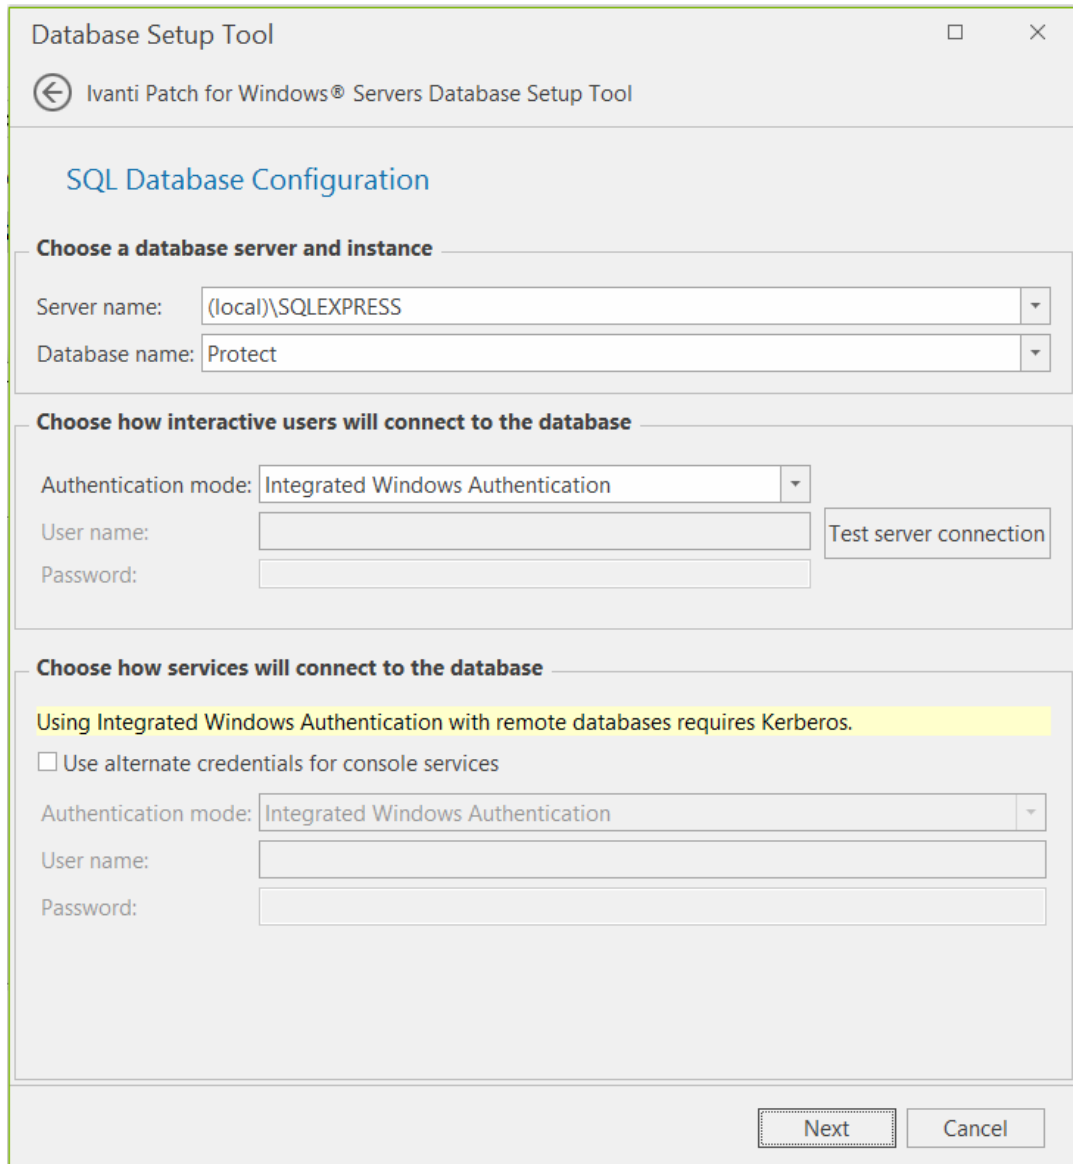 Database Setup Tool
Ivanti Patch for Windows® Servers Database Setup Tool
SQL Database Configuration
Choose a database server and instance
Server name: (local)\SQLEXPRESS
Database name: Protect
Choose how interactive users will connect to the database
Authentication mode: Integrated Windows Authentication
User name:
Test server connection
Password:
Choose how services will connect to the database
Using Integrated Windows Authentication with remote databases requires Kerberos.
Use alternate credentials for console services
Authentication mode: Integrated Windows Authentication
User name:
Password:
Next Cancel